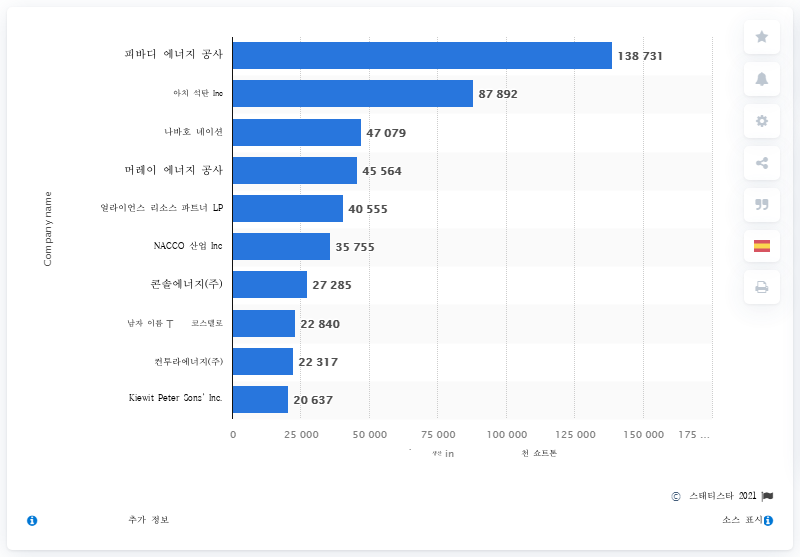 피바디 에너지 공사
138 731
아치 석탄 Inc
87 892
나바호 네이션
47 079
머레이 에너지 공사
45 564
얼라이언스 리소스 파트너 LP
40 555
NACCO 산업 Inc
35 755
콘솔에너지(주)
27 285
남자 이름 T 코스텔로
22 840
컨투라에너지(주)
22 317
Kiewit Peter Sons' Inc.
20 637
Company name
0 25 000 50 000 75 000 100 000 125 000 150 000 175 ...
생산 in 천 쇼트톤
© 스태티스타 2021
추가 정보
소스 표시